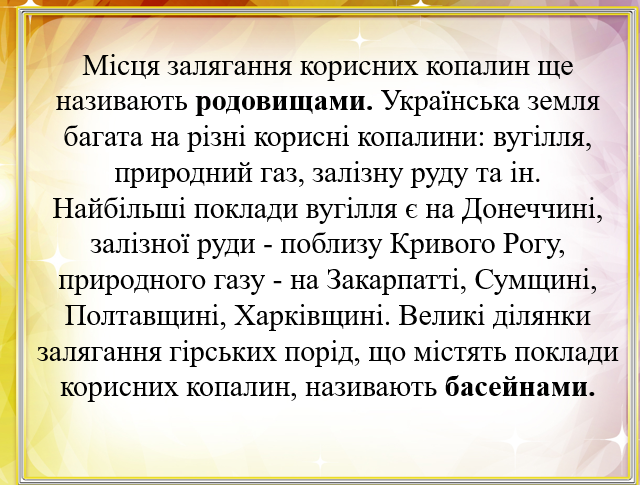 Місця залягання корисних копалин ще
називають родовищами. Українська земля
багата на різні корисні копалини: вугілля,
природний газ, залізну руду та ін.
Найбільші поклади вугілля є на Донеччині,
залізної руди - поблизу Кривого Рогу,
природного газу - на Закарпатті, Сумщині,
Полтавщині, Харківщині. Великі ділянки
залягання гірських порід, що містять поклади
корисних копалин, називають басейнами.